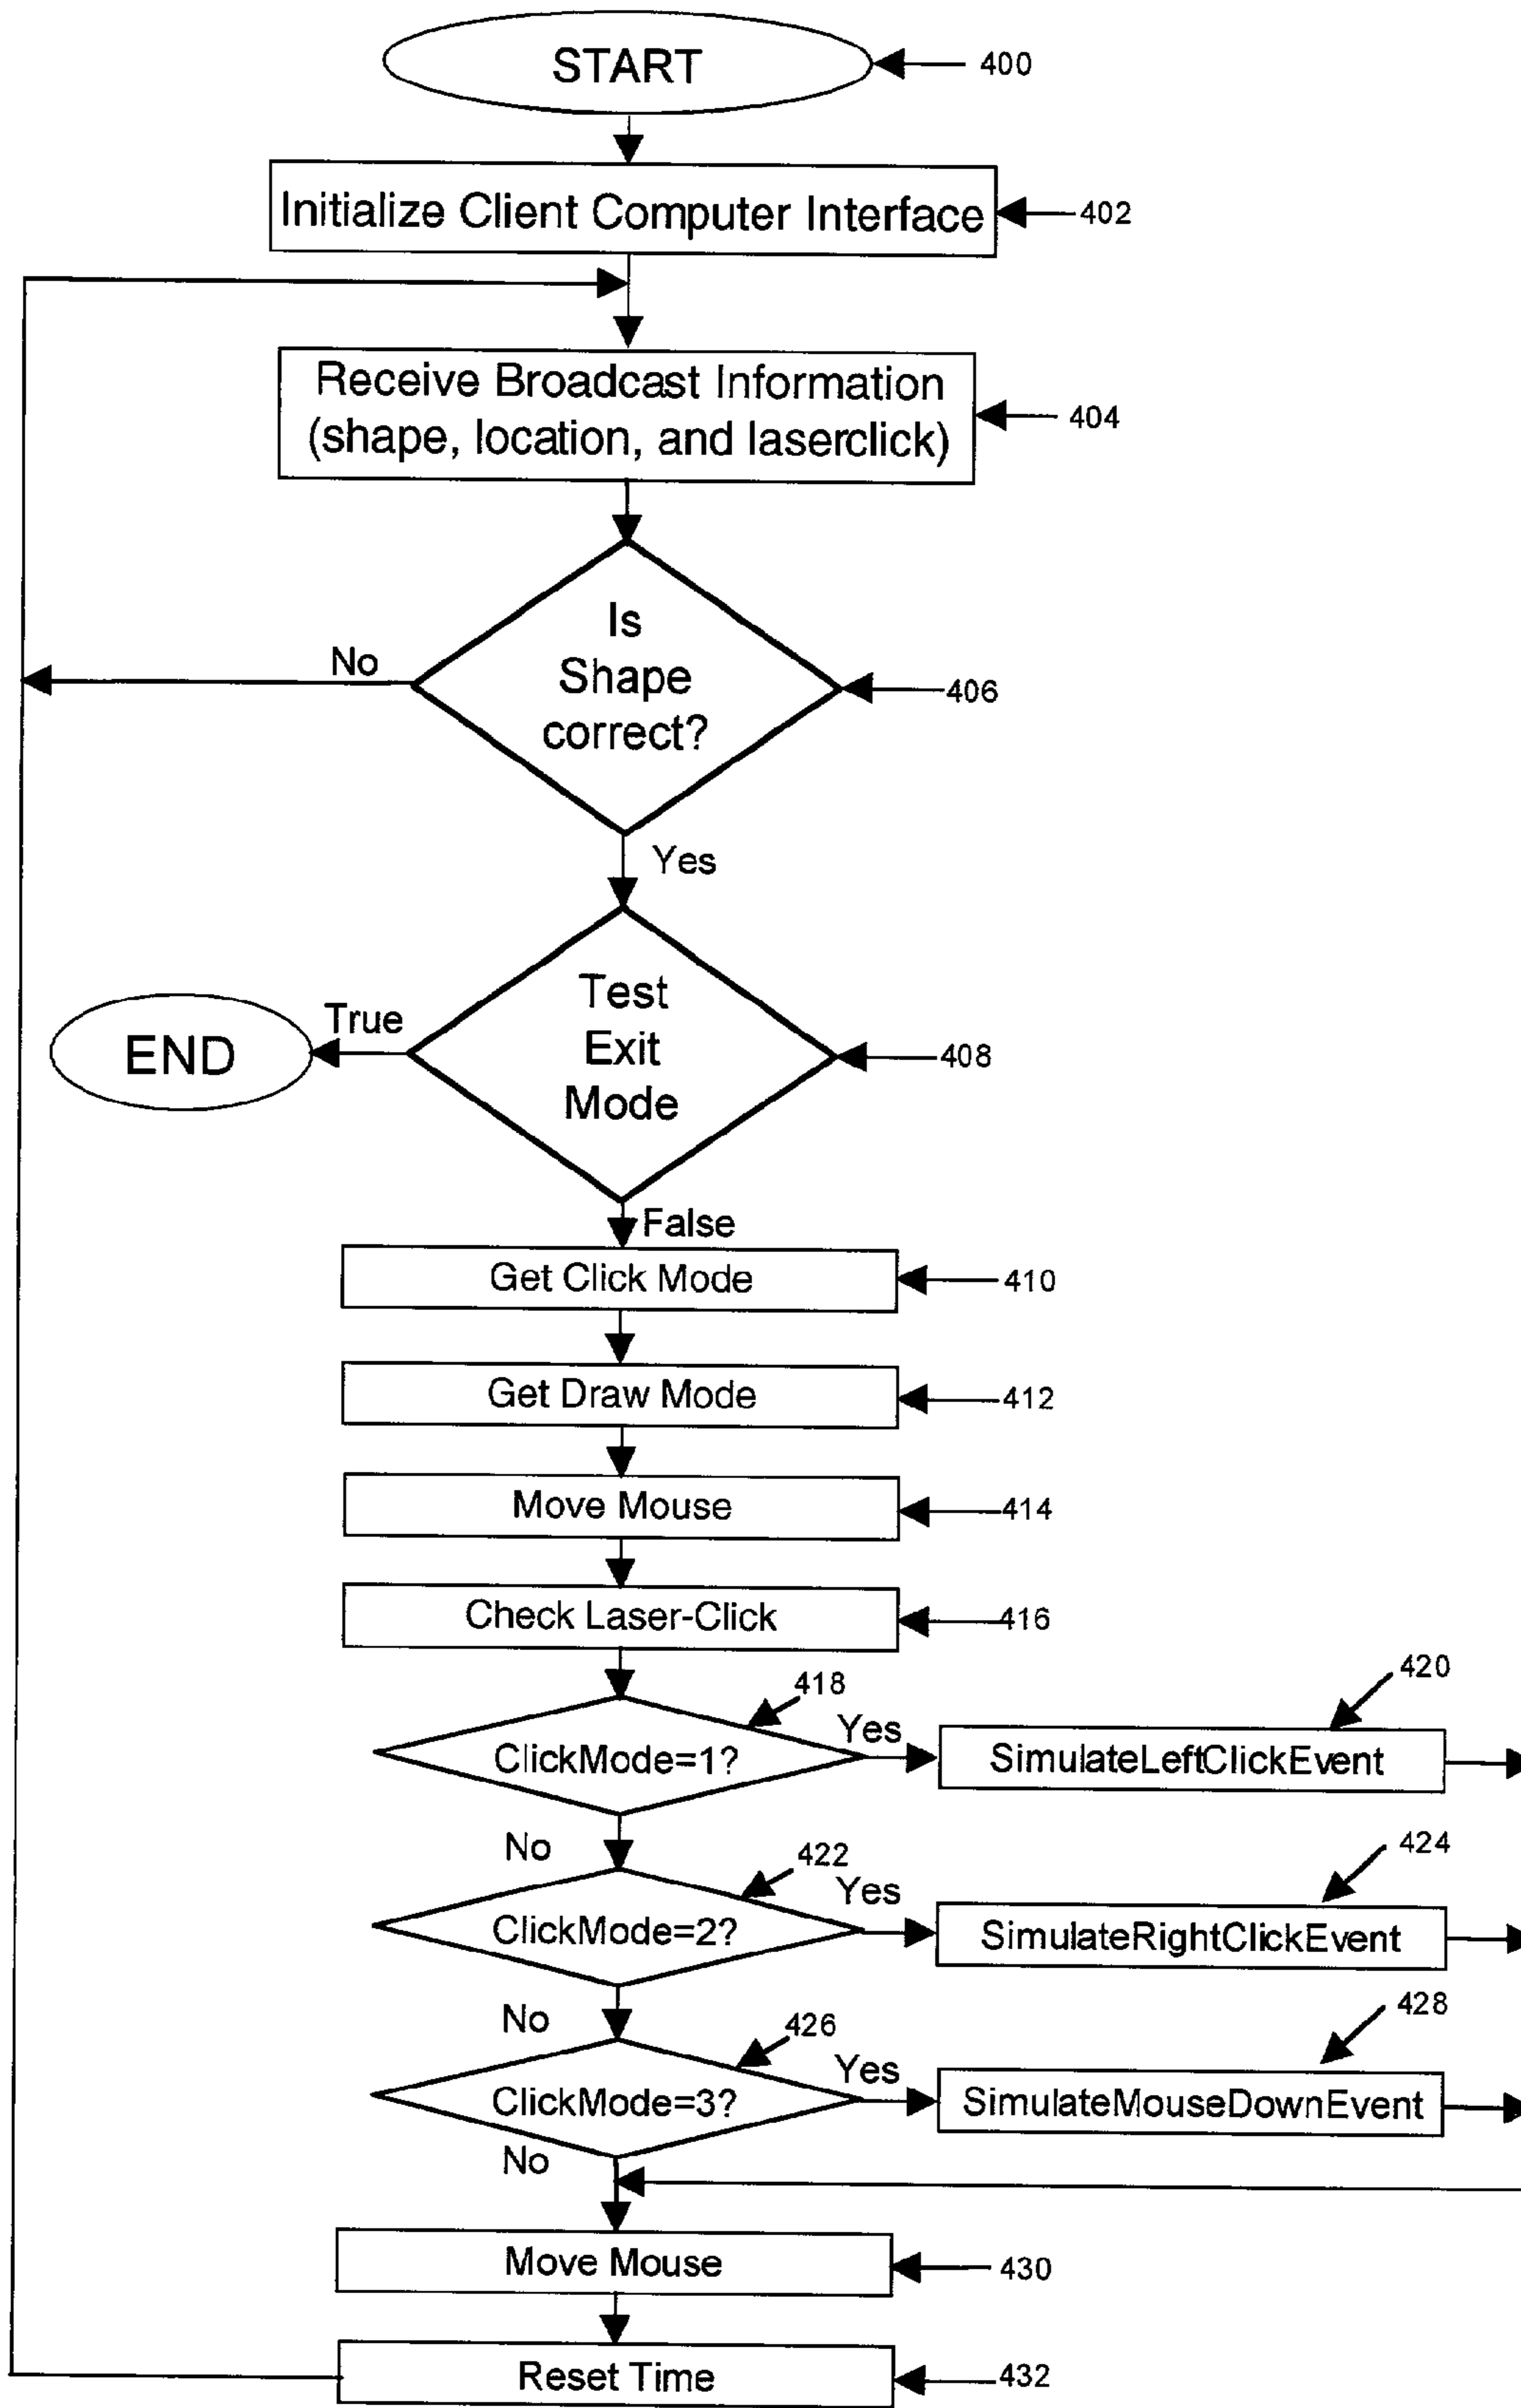 START
400
Initialize Client Computer Interface
402
Receive Broadcast Information
(shape, location, and laserclick)
404
Is
Shape
correct?
No
406
Yes
Test
Exit
Mode
True
END
408
False
Get Click Mode
410
Get Draw Mode
412
Move Mouse
414
Check Laser-Click
416
418
420
ClickMode=1?
Yes
SimulateLeftClickEvent
No
422
424
ClickMode=2?
Yes
SimulateRightClickEvent
No
426
428
ClickMode=3?
Yes
SimulateMouseDownEvent
No
Move Mouse
430
Reset Time
432